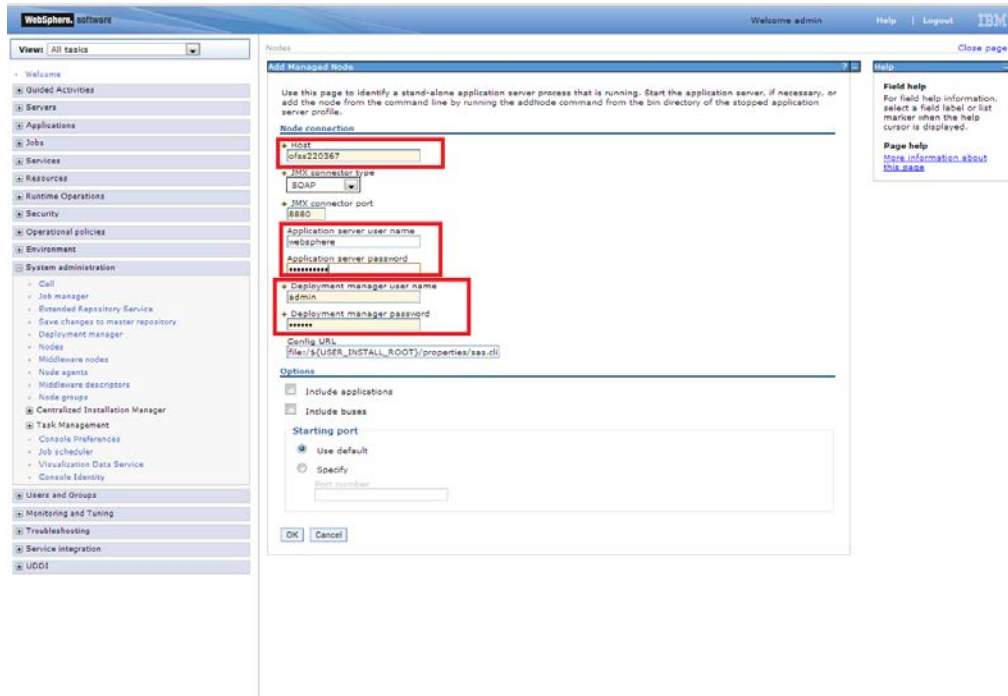 WebSphere. software
Welcome admin
Help | Logout
IBM
View: All tasks
Welcome
Guided Activities
Servers
Applications
Jobs
Services
Resources
Runtime Operations
Security
Operational policies
Environment
System administration
Cell
Job manager
Extended Repository Service
Save changes to master repository
Deployment manager
Nodes
Middleware nodes
Node agents
Middleware descriptors
Node groups
Centralized Installation Manager
Task Management
Console Preferences
Job scheduler
Visualization Data Service
Console Identity
Users and Groups
Monitoring and Tuning
Troubleshooting
Service integration
UDDI
Nodes
Close page
Add Managed Node
? –
Use this page to identify a stand-alone application server process that is running. Start the application server, if necessary, or
add the node from the command line by running the addNode command from the bin directory of the stopped application
server profile.
Node connection
Host
ofss220367
JMX connector type
SOAP
JMX connector port
8880
Application server user name
websphere
Application server password
••••••••••
Deployment manager user name
admin
Deployment manager password
••••••
Config URL
file:/${USER_INSTALL_ROOT}/properties/sas.cli
Options
Include applications
Include buses
Starting port
Use default
Specify
Port number
OK Cancel
Help
Field help
For field help information,
select a field label or list
marker when the help
cursor is displayed.
Page help
More information about
this page